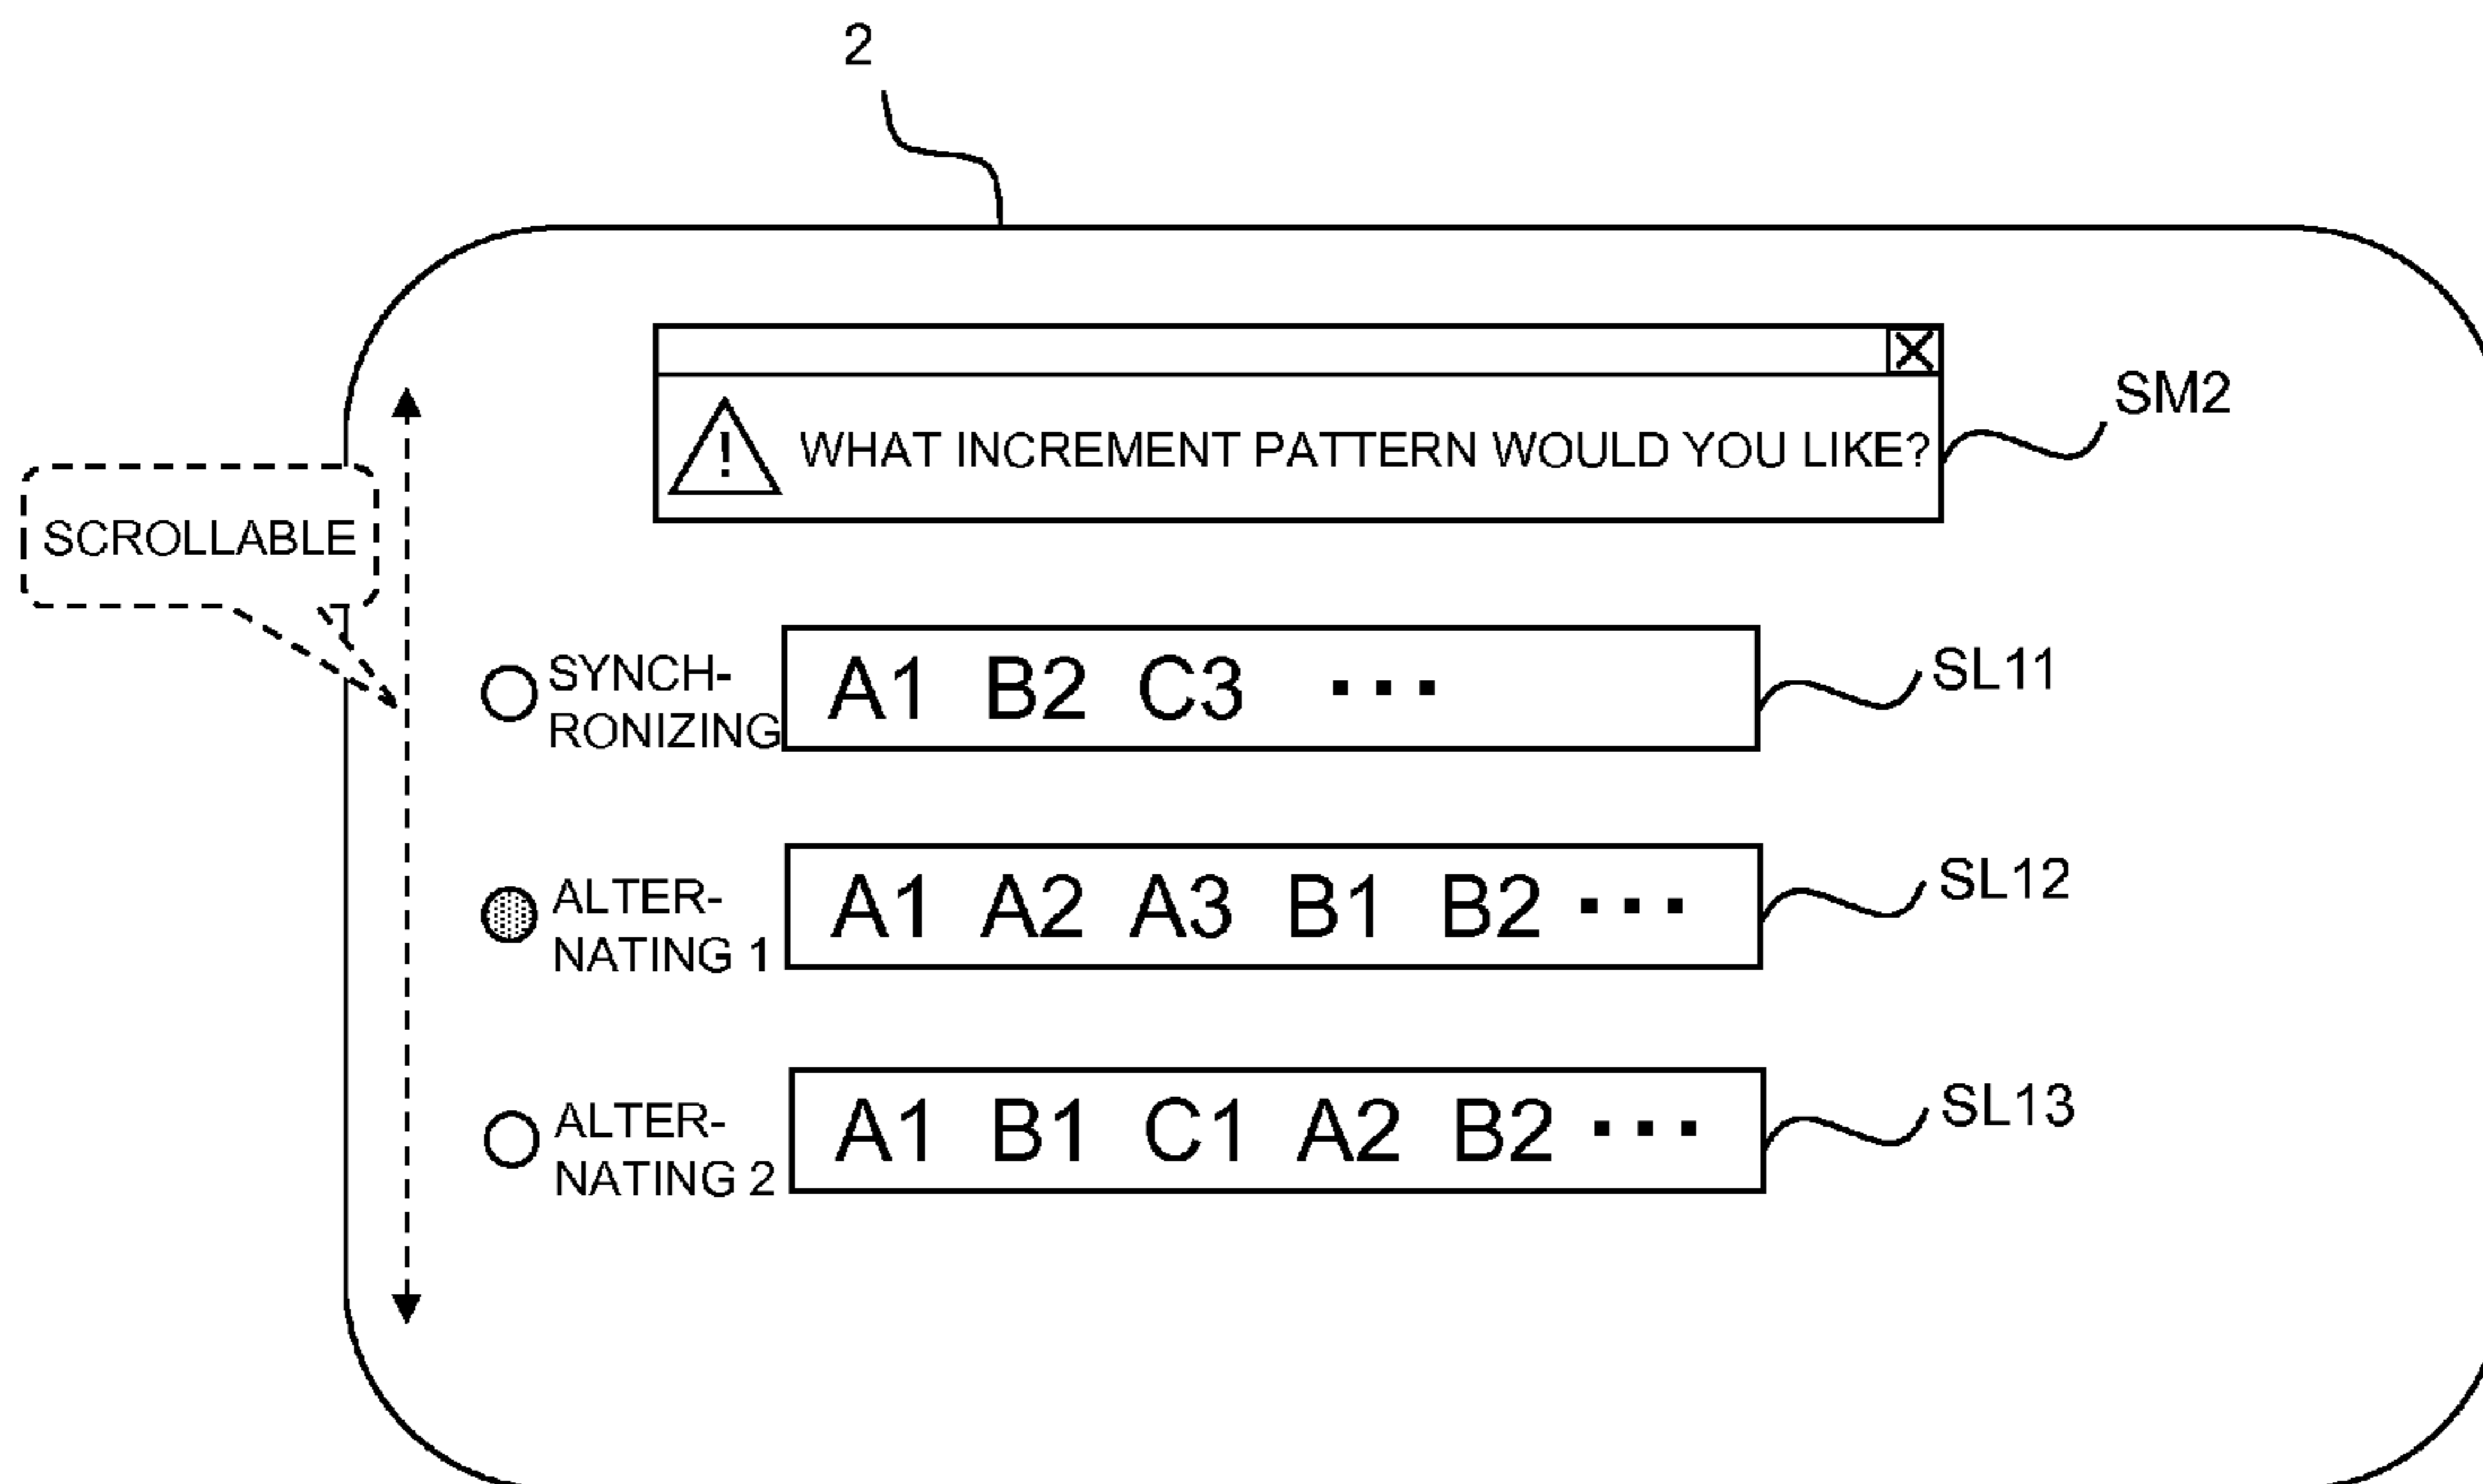 2
X
! WHAT INCREMENT PATTERN WOULD YOU LIKE?
SM2
SCROLLABLE
SYNCH-
RONIZING
A1 B2 C3 ...
SL11
ALTER-
NATING 1
A1 A2 A3 B1 B2 ...
SL12
ALTER-
NATING 2
A1 B1 C1 A2 B2 ...
SL13